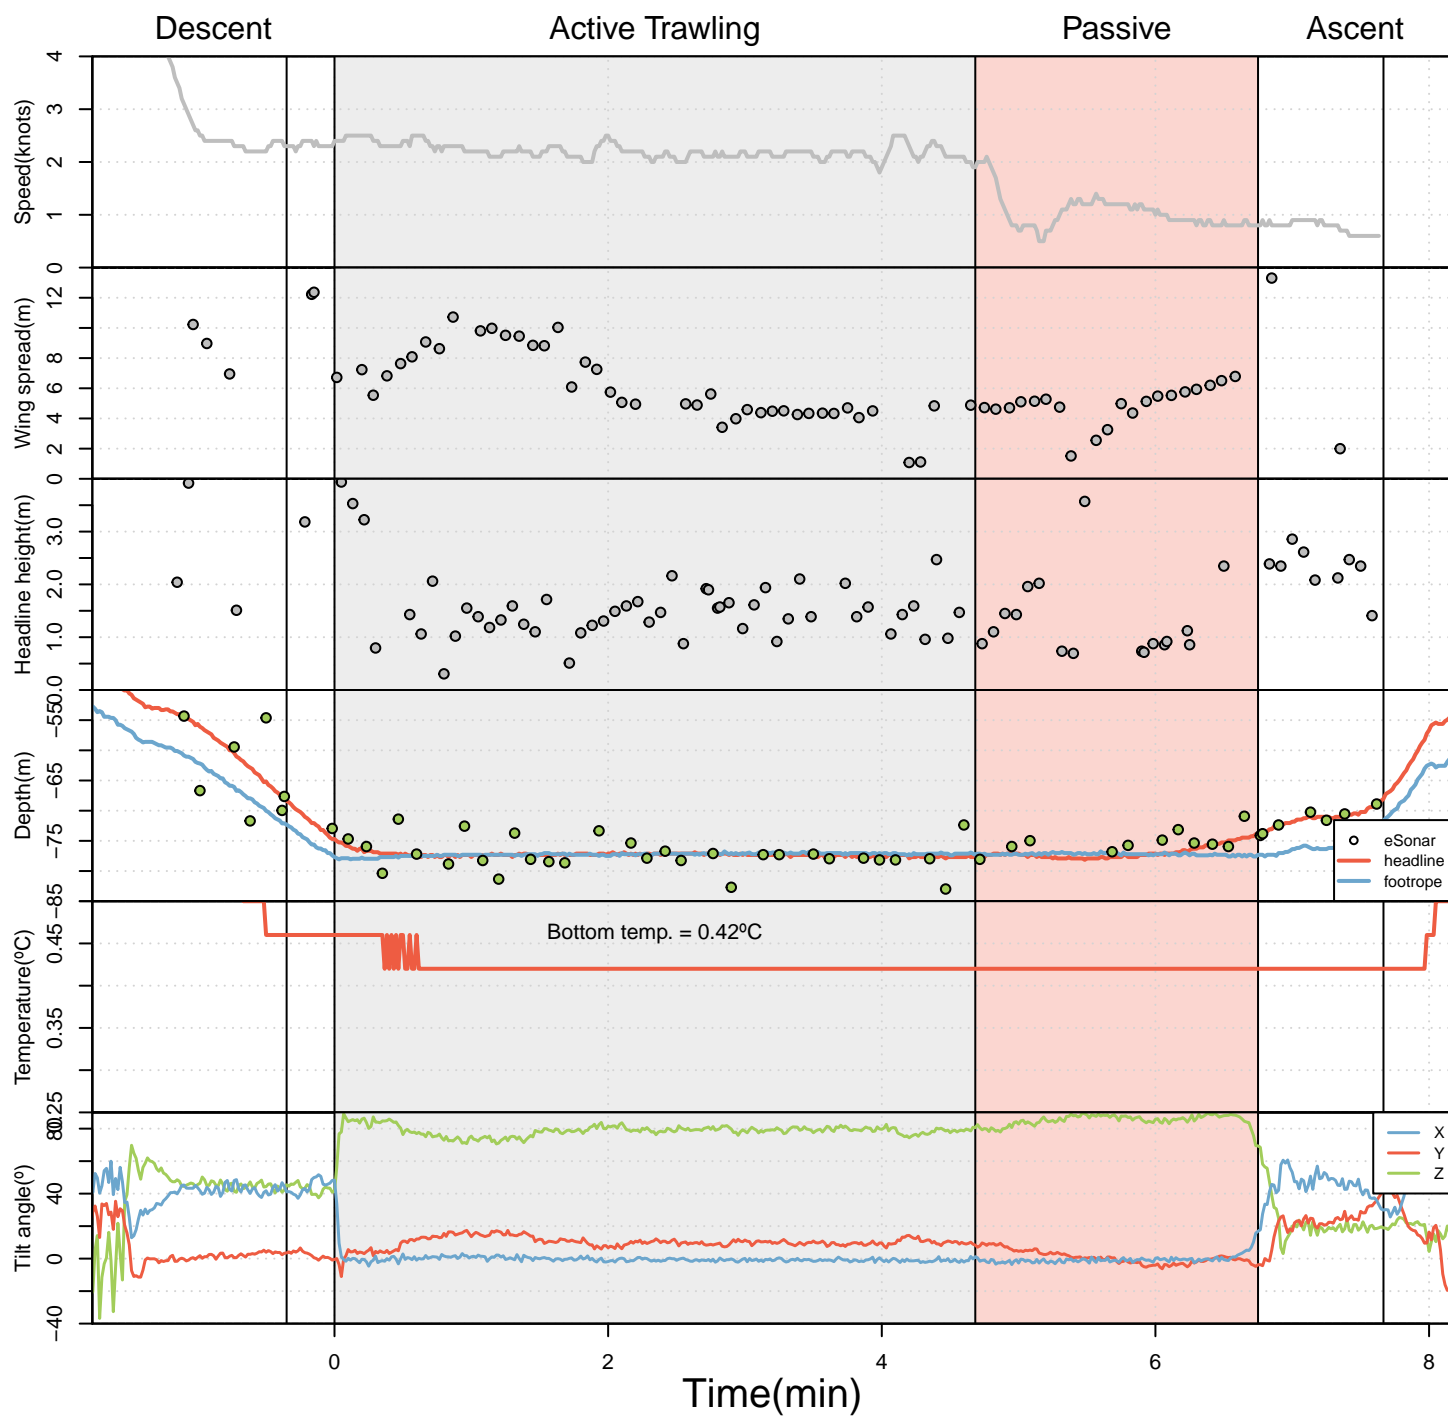 Descent Active Trawling Passive Ascent
Speed(knots)
4
3
2
1
0
Wing spread(m)
12
8
6
4
2
0
Headline height(m)
3.0
2.0
1.0
0.0
Depth(m)
−55
−65
−75
−85
eSonar
headline
footrope
Temperature(ºC)
0.45
0.35
0.25
Bottom temp. = 0.42ºC
Tilt angle(º)
80
40
0
−40
X
Y
Z
0 2 4 6 8
Time(min)